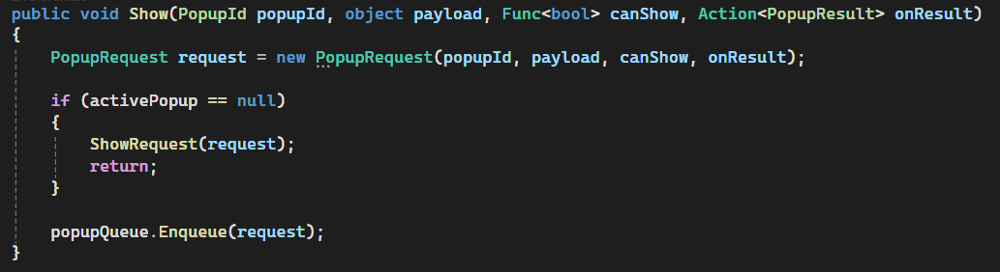 public void Show(PopupId popupId, object payload, Func<bool> canShow, Action<PopupResult> onResult)
{
PopupRequest request = new PopupRequest(popupId, payload, canShow, onResult);
if (activePopup == null)
{
ShowRequest(request);
return;
}
popupQueue.Enqueue(request);
}